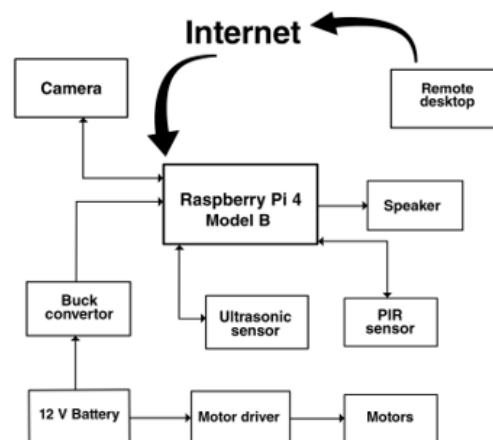 Internet
Camera
Remote
desktop
Raspberry Pi 4
Model B
Speaker
Buck
convertor
Ultrasonic
sensor
PIR
sensor
12 V Battery
Motor driver
Motors